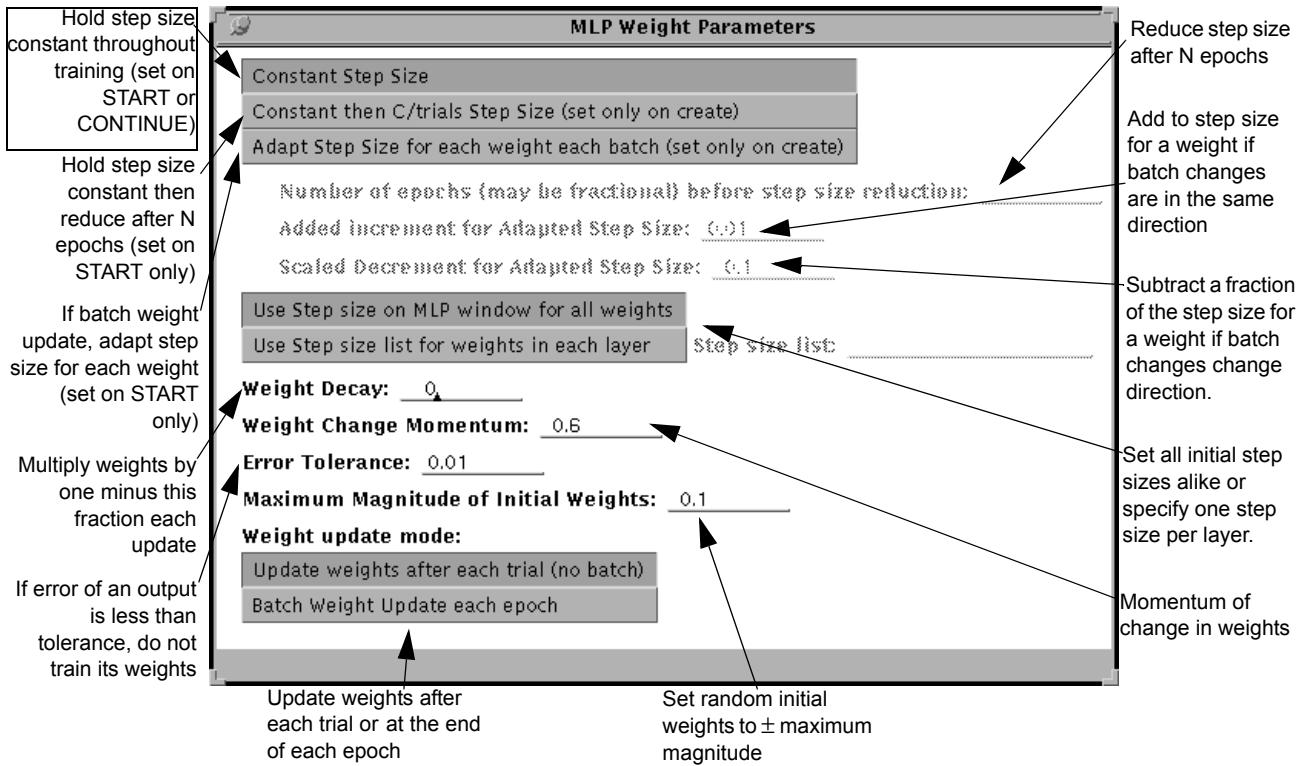 Hold step size
constant throughout
training (set on
START or
CONTINUE)
Hold step size
constant then
reduce after N
epochs (set on
START only)
If batch weight
update, adapt step
size for each weight
(set on START
only)
Multiply weights by
one minus this
fraction each
update
If error of an output
is less than
tolerance, do not
train its weights
MLP Weight Parameters
Constant Step Size
Constant then C/trials Step Size (set only on create)
Adapt Step Size for each weight each batch (set only on create)
Number of epochs (may be fractional) before step size reduction:
Added increment for Adapted Step Size: 0.01
Scaled Decrement for Adapted Step Size: 0.1
Use Step size on MLP window for all weights
Use Step size list for weights in each layer Step size list:
Weight Decay: 0
Weight Change Momentum: 0.6
Error Tolerance: 0.01
Maximum Magnitude of Initial Weights: 0.1
Weight update mode:
Update weights after each trial (no batch)
Batch Weight Update each epoch
Reduce step size
after N epochs
Add to step size
for a weight if
batch changes
are in the same
direction
Subtract a fraction
of the step size for
a weight if batch
changes change
direction.
Set all initial step
sizes alike or
specify one step
size per layer.
Momentum of
change in weights
Update weights after
each trial or at the end
of each epoch
Set random initial
weights to ± maximum
magnitude